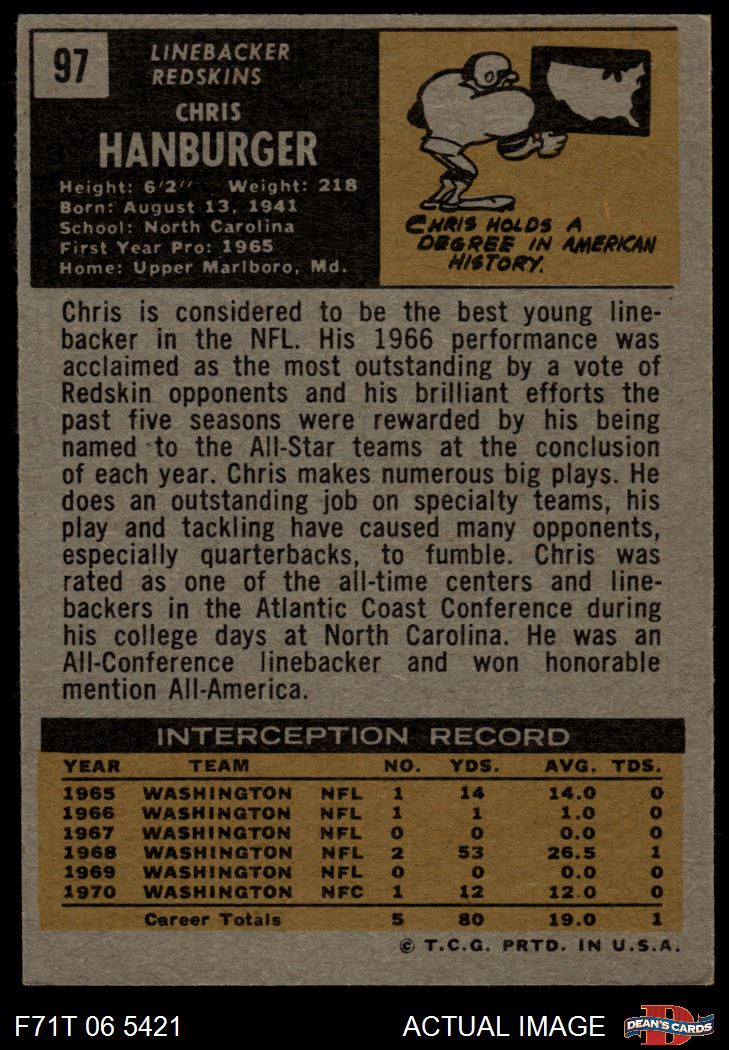 97
LINEBACKER
REDSKINS
CHRIS
HANBURGER
Height: 6'2" Weight: 218
Born: August 13, 1941
School: North Carolina
First Year Pro: 1965
Home: Upper Marlboro, Md.
CHRIS HOLDS A
DEGREE IN AMERICAN
HISTORY.
Chris is considered to be the best young line-
backer in the NFL. His 1966 performance was
acclaimed as the most outstanding by a vote of
Redskin opponents and his brilliant efforts the
past five seasons were rewarded by his being
named to the All-Star teams at the conclusion
of each year. Chris makes numerous big plays. He
does an outstanding job on specialty teams, his
play and tackling have caused many opponents,
especially quarterbacks, to fumble. Chris was
rated as one of the all-time centers and line-
backers in the Atlantic Coast Conference during
his college days at North Carolina. He was an
All-Conference linebacker and won honorable
mention All-America.
INTERCEPTION RECORD
YEAR TEAM NO. YDS. AVG. TDS.
1965 WASHINGTON NFL 1 14 14.0 0
1966 WASHINGTON NFL 1 1 1.0 0
1967 WASHINGTON NFL 0 0 0.0 0
1968 WASHINGTON NFL 2 53 26.5 1
1969 WASHINGTON NFL 0 0 0.0 0
1970 WASHINGTON NFC 1 12 12.0 0
Career Totals 5 80 19.0 1
© T.C.G. PRTD. IN U.S.A.
F71T 06 5421 ACTUAL IMAGE DEAN'S CARDS